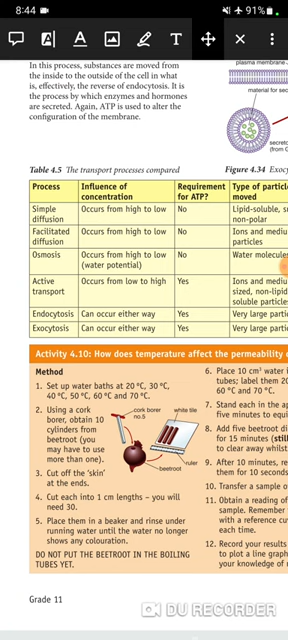 8:44
91%
A
A
T
×
In this process, substances are moved from
the inside to the outside of the cell in what
is, effectively, the reverse of endocytosis. It is
the process by which enzymes and hormones
are secreted. Again, ATP is used to alter the
configuration of the membrane.
plasma membrane
material for sec
secreto
(from G
Table 4.5 The transport processes compared
Figure 4.34 Exocy
Process Influence of concentration Requirement for ATP? Type of particl moved
Simple diffusion Occurs from high to low No Lipid-soluble, s non-polar
Facilitated diffusion Occurs from high to low No Ions and mediu particles
Osmosis Occurs from high to low (water potential) No Water molecules
Active transport Occurs from low to high Yes Ions and mediu sized, non-lipid soluble particles
Endocytosis Can occur either way Yes Very large parti
Exocytosis Can occur either way Yes Very large parti
Activity 4.10: How does temperature affect the permeability o
Method
1. Set up water baths at 20 °C, 30 °C,
40 °C, 50 °C, 60 °C and 70 °C.
2. Using a cork
borer, obtain 10
cylinders from
beetroot (you
may have to use
more than one).
3. Cut off the 'skin'
at the ends.
cork borer
no.5
white tile
ruler
beetroot
4. Cut each into 1 cm lengths – you will
need 30.
5. Place them in a beaker and rinse under
running water until the water no longer
shows any colouration.
DO NOT PUT THE BEETROOT IN THE BOILING
TUBES YET.
6. Place 10 cm³ water i
tubes; label them 20
60 °C and 70 °C.
7. Stand each in the ap
five minutes to equi
8. Add five beetroot di
for 15 minutes (still
to clear away whilst
9. After 10 minutes, re
them for 10 seconds
10. Transfer a sample o
11. Obtain a reading of
sample. Remember
with a reference cuv
each time.
12. Record your results
to plot a line graph
your knowledge of
Grade 11
DU RECORDER